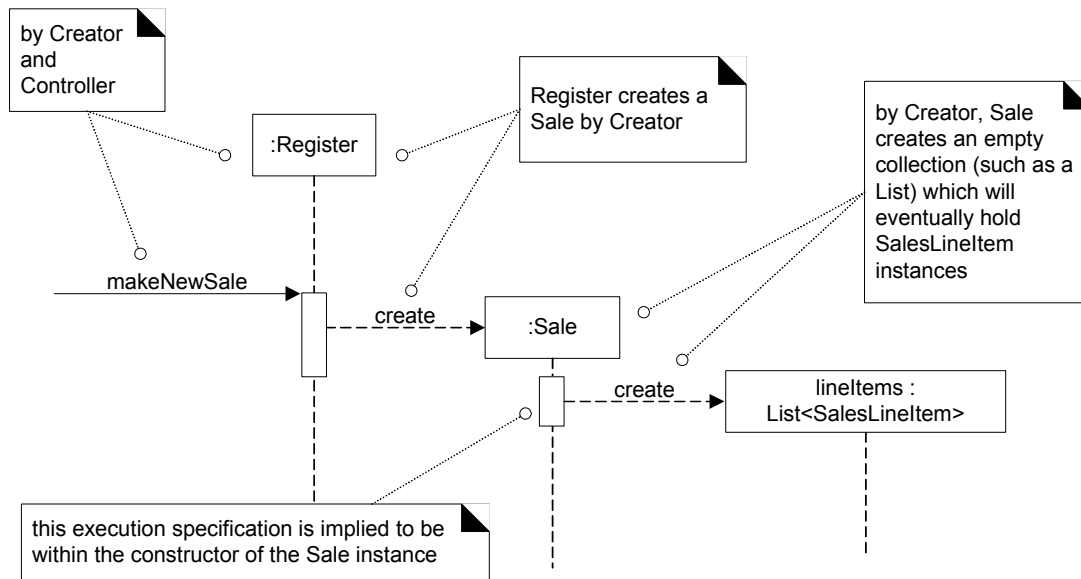 by Creator
and
Controller
:Register
Register creates a
Sale by Creator
by Creator, Sale
creates an empty
collection (such as a
List) which will
eventually hold
SalesLineItem
instances
makeNewSale
create
:Sale
create
lineItems :
List<SalesLineItem>
this execution specification is implied to be
within the constructor of the Sale instance